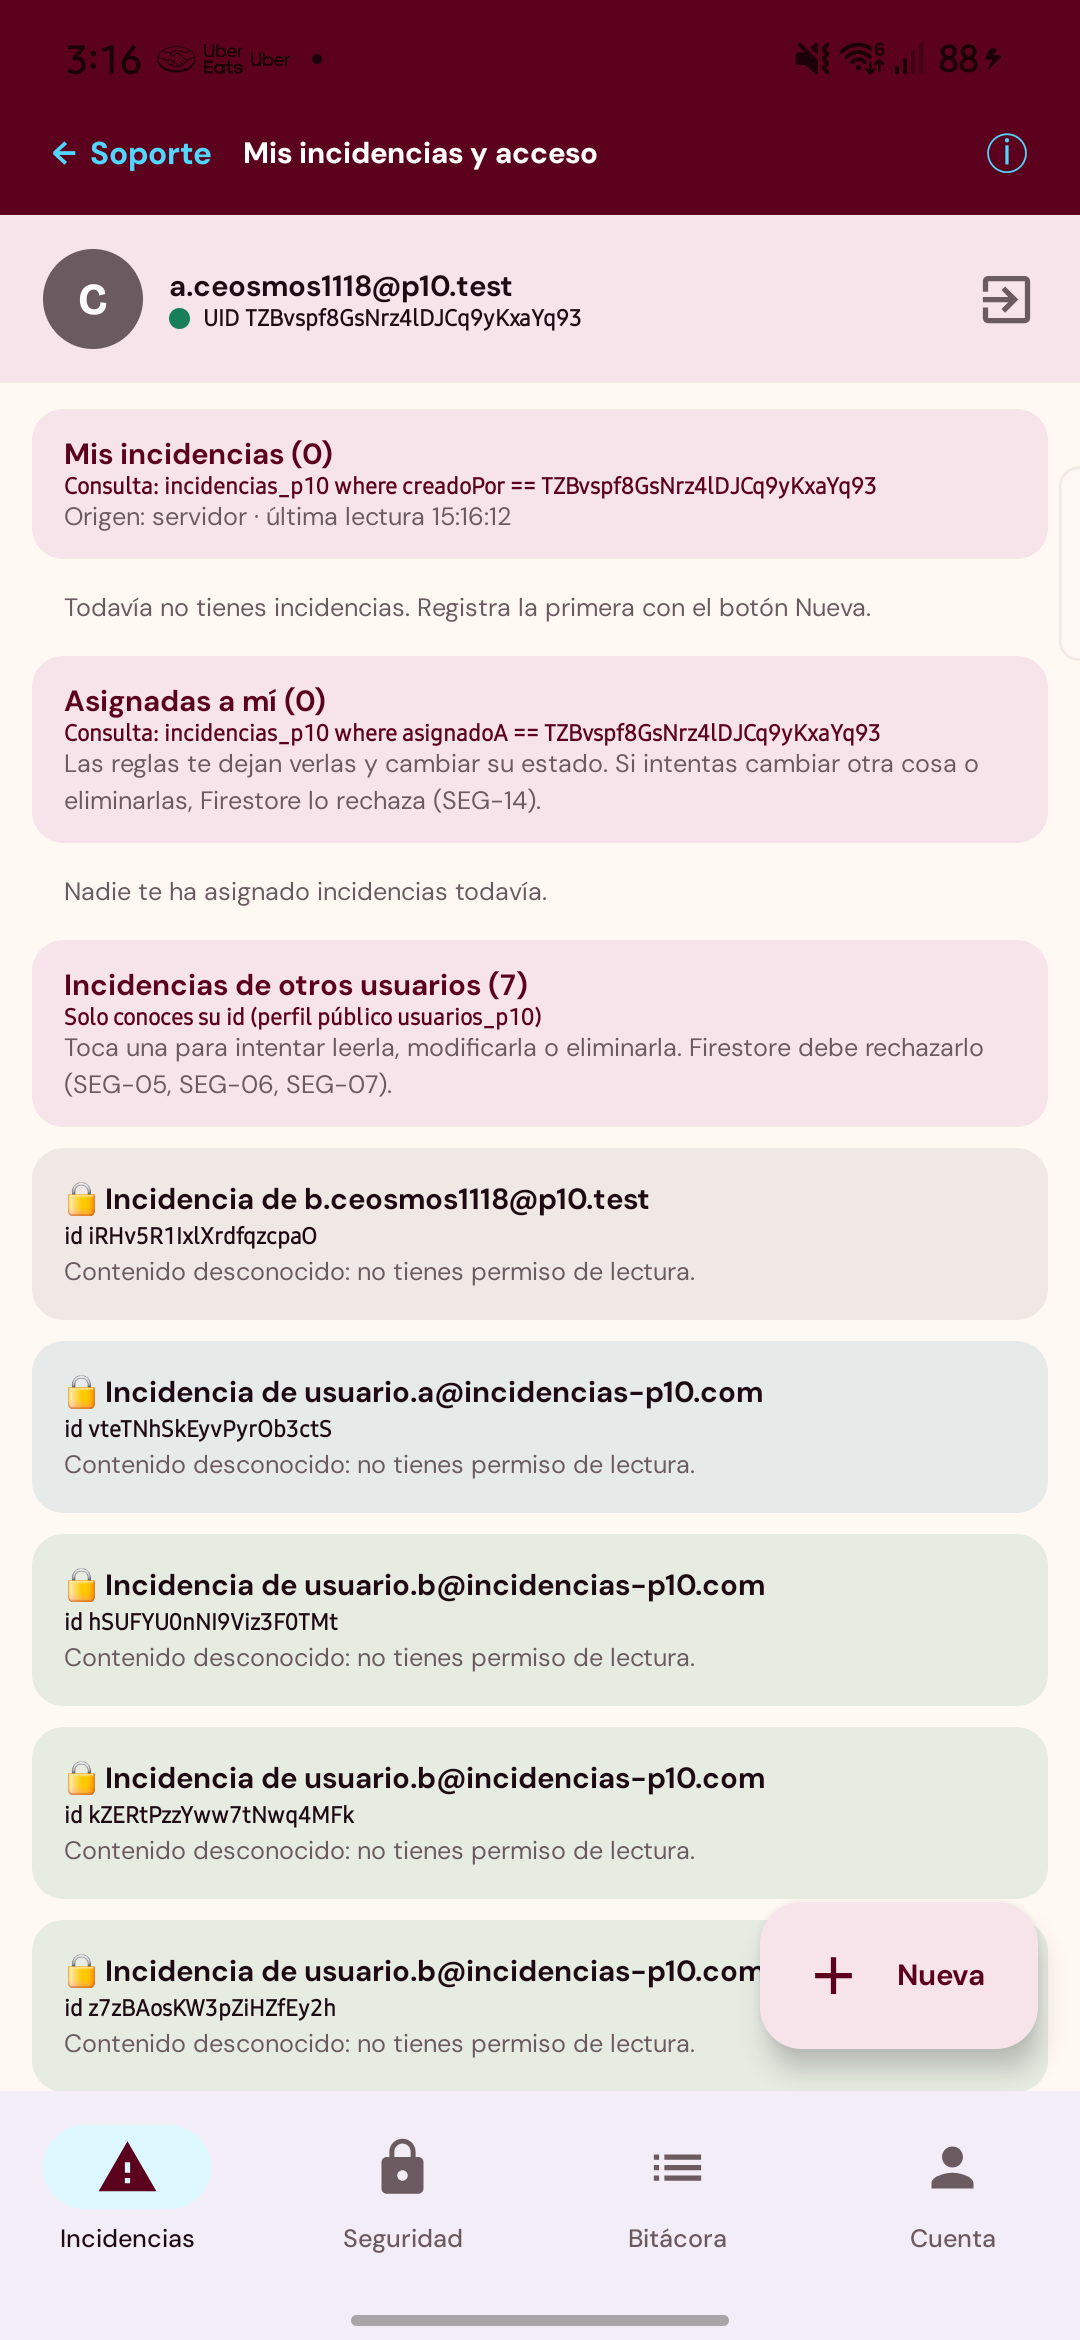 3:16 Uber Eats Uber 6 88
← Soporte Mis incidencias y acceso
C
a.ceosmos1118@p10.test
UID TZBvspf8GsNrz4lDJCq9yKxaYq93
Mis incidencias (0)
Consulta: incidencias_p10 where creadoPor == TZBvspf8GsNrz4lDJCq9yKxaYq93
Origen: servidor · última lectura 15:16:12
Todavía no tienes incidencias. Registra la primera con el botón Nueva.
Asignadas a mí (0)
Consulta: incidencias_p10 where asignadoA == TZBvspf8GsNrz4lDJCq9yKxaYq93
Las reglas te dejan verlas y cambiar su estado. Si intentas cambiar otra cosa o
eliminarlas, Firestore lo rechaza (SEG-14).
Nadie te ha asignado incidencias todavía.
Incidencias de otros usuarios (7)
Solo conoces su id (perfil público usuarios_p10)
Toca una para intentar leerla, modificarla o eliminarla. Firestore debe rechazarlo
(SEG-05, SEG-06, SEG-07).
Incidencia de b.ceosmos1118@p10.test
id iRHv5R1IxlXrdfqzcpaO
Contenido desconocido: no tienes permiso de lectura.
Incidencia de usuario.a@incidencias-p10.com
id vteTNhSkEyvPyrOb3ctS
Contenido desconocido: no tienes permiso de lectura.
Incidencia de usuario.b@incidencias-p10.com
id hSUFYU0nNI9Viz3F0TMt
Contenido desconocido: no tienes permiso de lectura.
Incidencia de usuario.b@incidencias-p10.com
id kZERtPzzYww7tNwq4MFk
Contenido desconocido: no tienes permiso de lectura.
Incidencia de usuario.b@incidencias-p10.com
id z7zBAosKW3pZiHZfEy2h
Contenido desconocido: no tienes permiso de lectura.
+ Nueva
Incidencias Seguridad Bitácora Cuenta